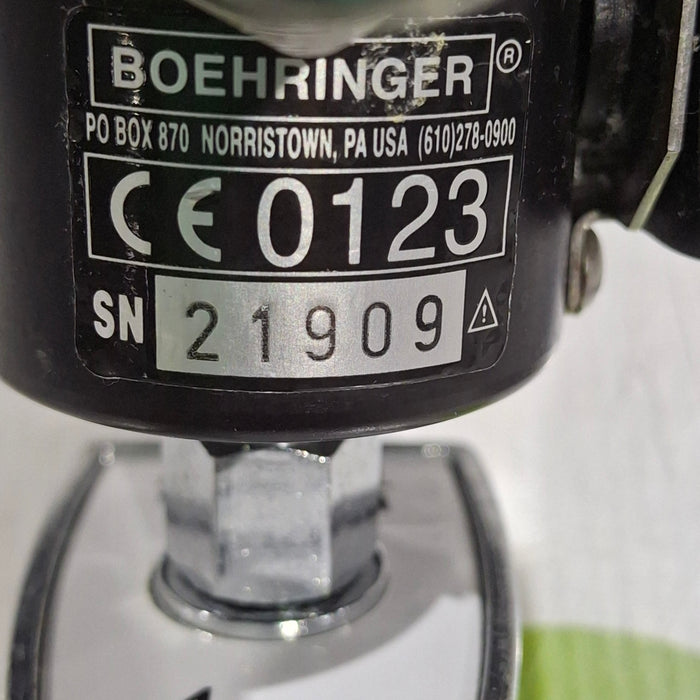 BOEHRINGER®
PO BOX 870 NORRISTOWN, PA USA (610)278-0900
CE 0123
SN 21909